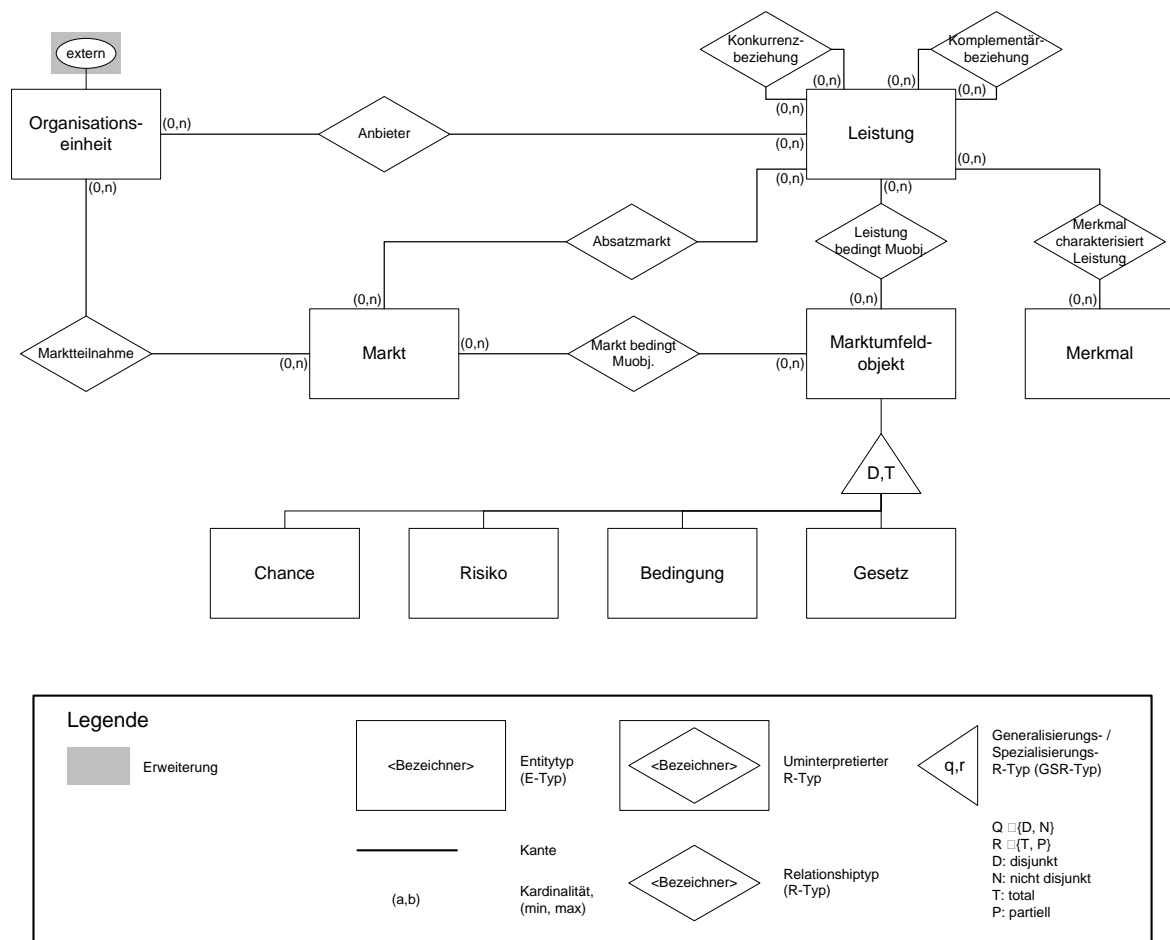 extern
Konkurrenz-
beziehung
Komplementär-
beziehung
(0,n)
(0,n)
(0,n)
(0,n)
Organisations-
einheit
(0,n)
Anbieter
(0,n)
Leistung
(0,n)
(0,n)
(0,n)
(0,n)
Absatzmarkt
Leistung
bedingt Muobj.
Merkmal
charakterisiert
Leistung
(0,n)
(0,n)
(0,n)
Marktteilnahme
(0,n)
Markt
(0,n)
Markt bedingt
Muobj.
(0,n)
Marktumfeld-
objekt
Merkmal
D,T
Chance
Risiko
Bedingung
Gesetz
Legende
Erweiterung
<Bezeichner>
Entitytyp
(E-Typ)
<Bezeichner>
Uminterpretierter
R-Typ
q,r
Generalisierungs- /
Spezialisierungs-
R-Typ (GSR-Typ)
Kante
(a,b)
Kardinalität,
(min, max)
<Bezeichner>
Relationshiptyp
(R-Typ)
Q □{D, N}
R □{T, P}
D: disjunkt
N: nicht disjunkt
T: total
P: partiell